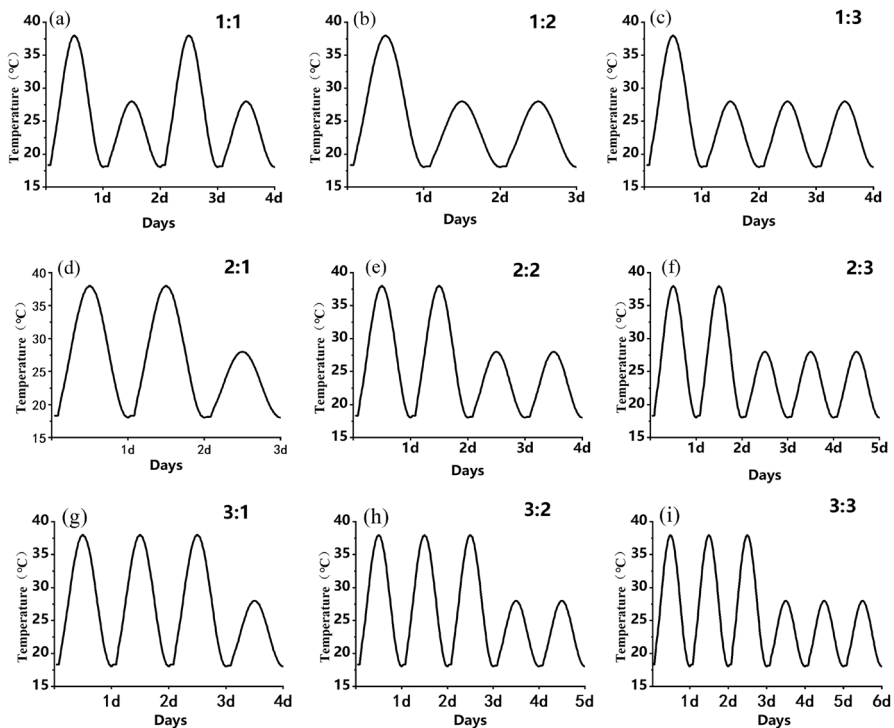 (a) 1:1
40
35
30
25
20
15
Temperature（℃）
1d 2d 3d 4d
Days
(b) 1:2
40
35
30
25
20
15
Temperature（℃）
1d 2d 3d
Days
(c) 1:3
40
35
30
25
20
15
Temperature（℃）
1d 2d 3d 4d
Days
(d) 2:1
40
35
30
25
20
15
Temperature（℃）
1d 2d 3d
Days
(e) 2:2
40
35
30
25
20
15
Temperature（℃）
1d 2d 3d 4d
Days
(f) 2:3
40
35
30
25
20
15
Temperature（℃）
1d 2d 3d 4d 5d
Days
(g) 3:1
40
35
30
25
20
15
Temperature（℃）
1d 2d 3d 4d
Days
(h) 3:2
40
35
30
25
20
15
Temperature（℃）
1d 2d 3d 4d 5d
Days
(i) 3:3
40
35
30
25
20
15
Temperature（℃）
1d 2d 3d 4d 5d 6d
Days